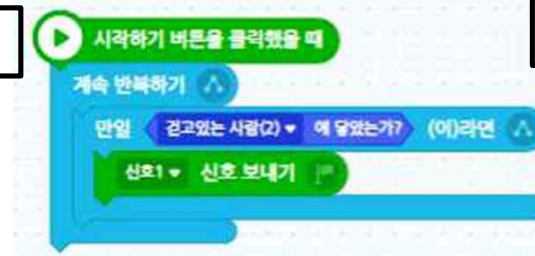 시작하기 버튼을 클릭했을 때
계속 반복하기
만일 걷고있는 사람(2) 에 닿았는가? (이)라면
신호1 신호 보내기